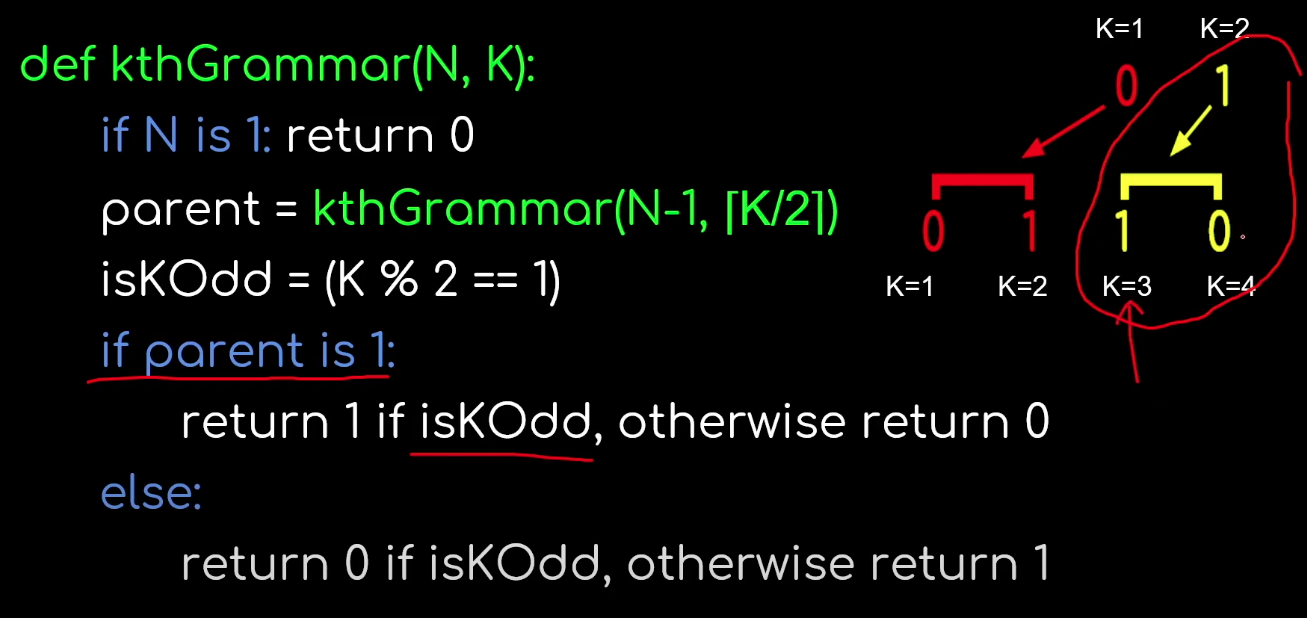 def kthGrammar(N, K):
if N is 1: return 0
parent = kthGrammar(N-1, ⌈K/2⌉)
isKOdd = (K % 2 == 1)
if parent is 1:
return 1 if isKOdd, otherwise return 0
else:
return 0 if isKOdd, otherwise return 1
K=1 K=2
0 1
0 1 1 0
K=1 K=2 K=3 K=4